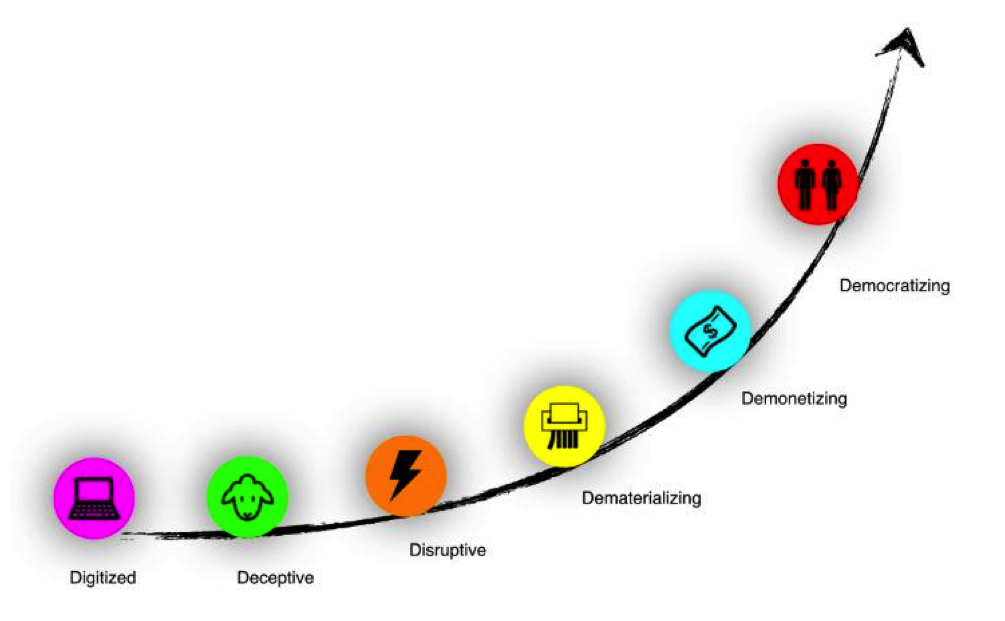 Democratizing
$
Demonetizing
Dematerializing
Disruptive
Digitized
Deceptive